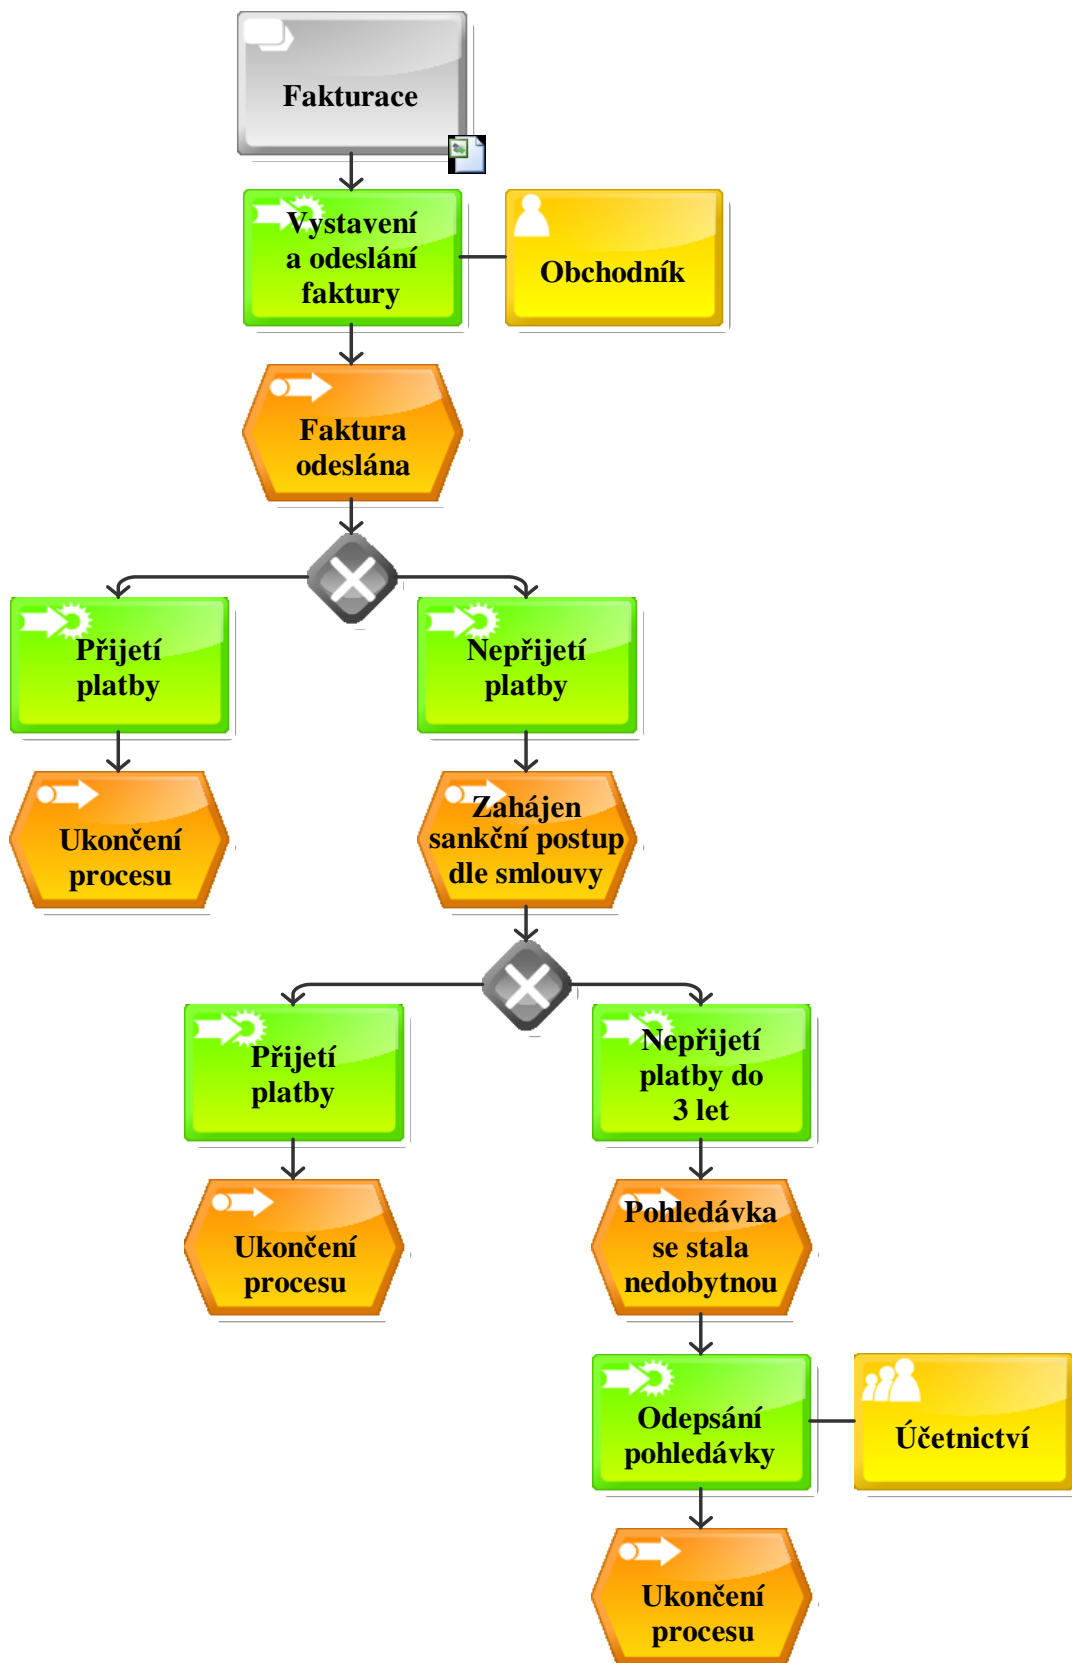 Fakturace
Vystavení
a odeslání
faktury
Obchodník
Faktura
odeslána
Přijetí
platby
Nepřijetí
platby
Ukončení
procesu
Zahájen
sankční postup
dle smlouvy
Přijetí
platby
Nepřijetí
platby do
3 let
Ukončení
procesu
Pohledávka
se stala
nedobytnou
Odepsání
pohledávky
Účetnictví
Ukončení
procesu